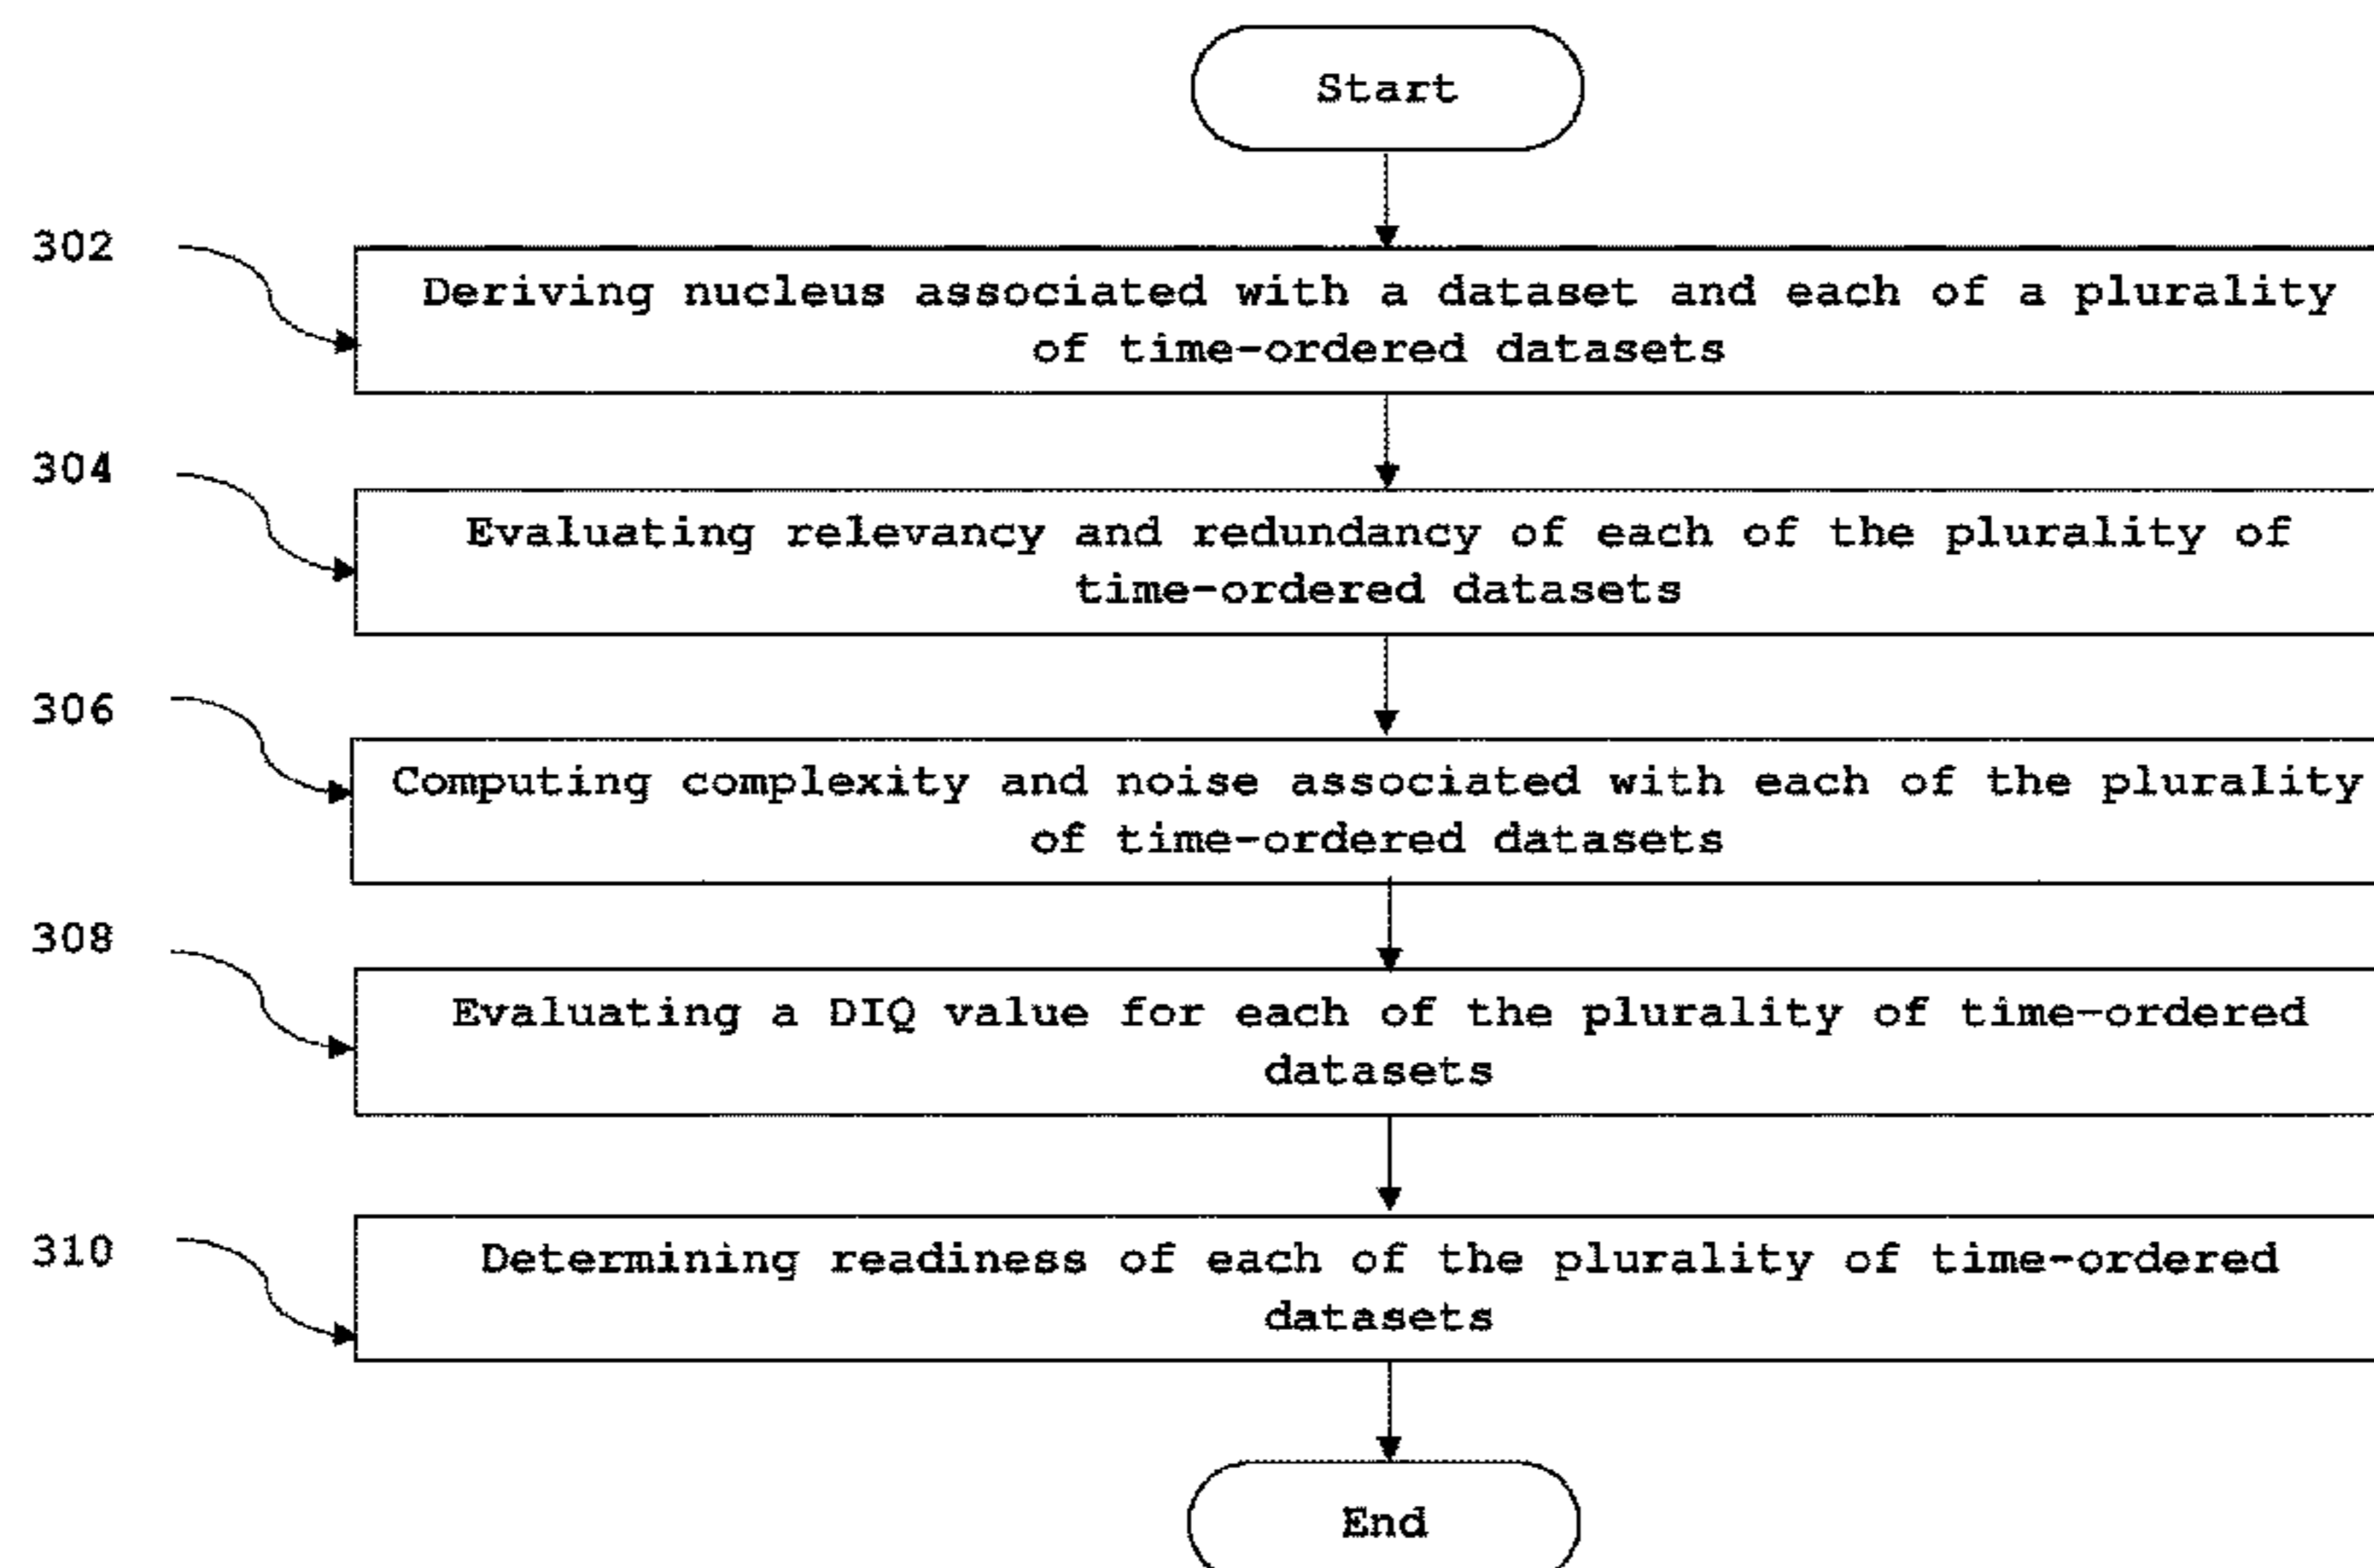 Start
302
Deriving nucleus associated with a dataset and each of a plurality
of time-ordered datasets
304
Evaluating relevancy and redundancy of each of the plurality of
time-ordered datasets
306
Computing complexity and noise associated with each of the plurality
of time-ordered datasets
308
Evaluating a DIQ value for each of the plurality of time-ordered
datasets
310
Determining readiness of each of the plurality of time-ordered
datasets
End